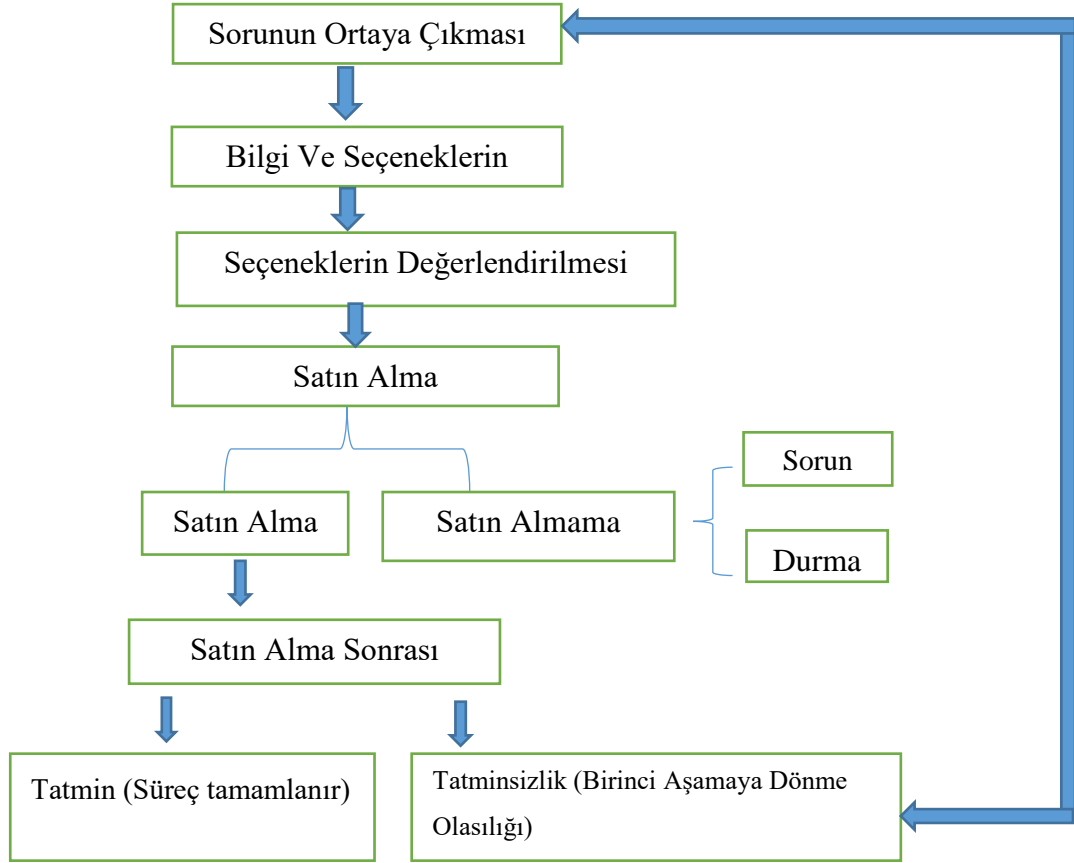 Sorunun Ortaya Çıkması
Bilgi Ve Seçeneklerin
Seçeneklerin Değerlendirilmesi
Satın Alma
Satın Alma
Satın Almama
Sorun
Durma
Satın Alma Sonrası
Tatmin (Süreç tamamlanır)
Tatminsizlik (Birinci Aşamaya Dönme
Olasılığı)